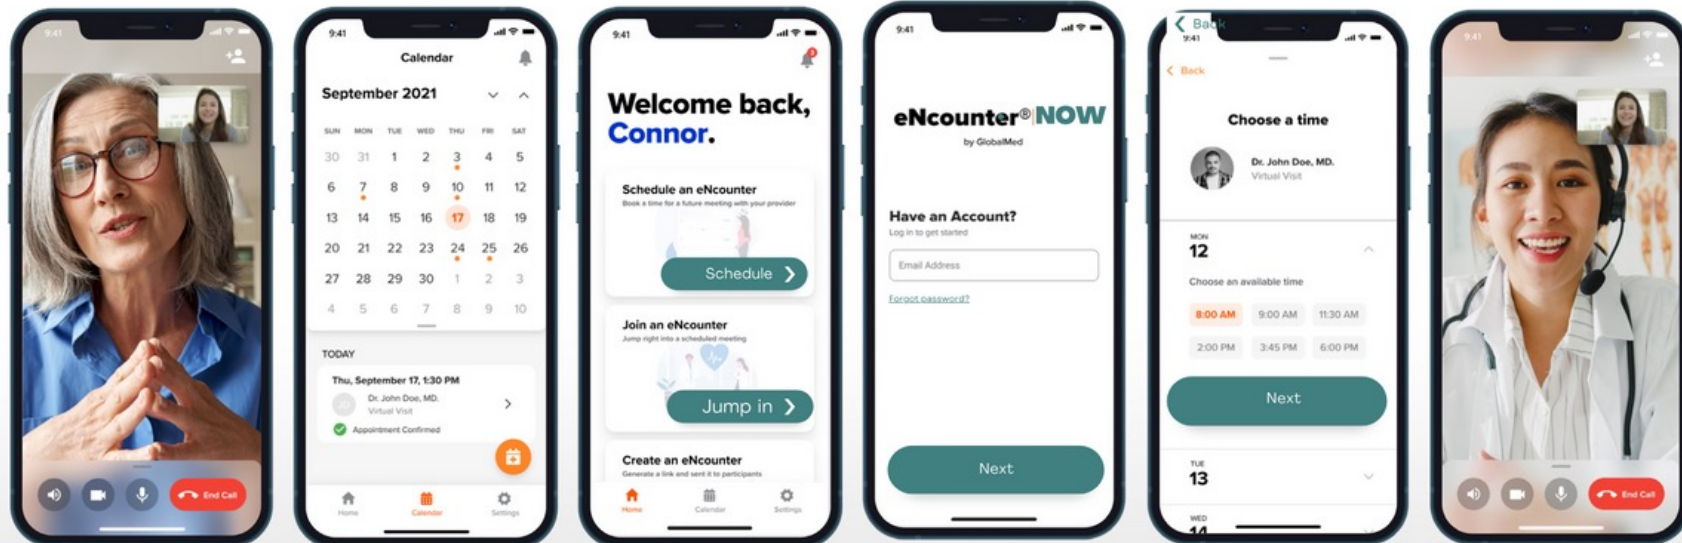 9:41
End Call
9:41
Calendar
September 2021
SUN MON TUE WED THU FRI SAT
30 31 1 2 3 4 5
6 7 8 9 10 11 12
13 14 15 16 17 18 19
20 21 22 23 24 25 26
27 28 29 30 1 2 3
4 5 6 7 8 9 10
TODAY
Thu, September 17, 1:30 PM
JD
Dr. John Doe, MD.
Virtual Visit
Appointment Confirmed
Home Calendar Settings
9:41
3
Welcome back,
Connor.
Schedule an eNcounter
Book a time for a future meeting with your provider
Schedule
Join an eNcounter
Jump right into a scheduled meeting
Jump in
Create an eNcounter
Generate a link and sent it to participants
Home Calendar Settings
9:41
eNcounter®|NOW
by GlobalMed
Have an Account?
Log in to get started
Email Address
Forgot password?
Next
Back
9:41
Back
Choose a time
Dr. John Doe, MD.
Virtual Visit
MON
12
Choose an available time
8:00 AM 9:00 AM 11:30 AM
2:00 PM 3:45 PM 6:00 PM
Next
TUE
13
WED
14
9:41
End Call